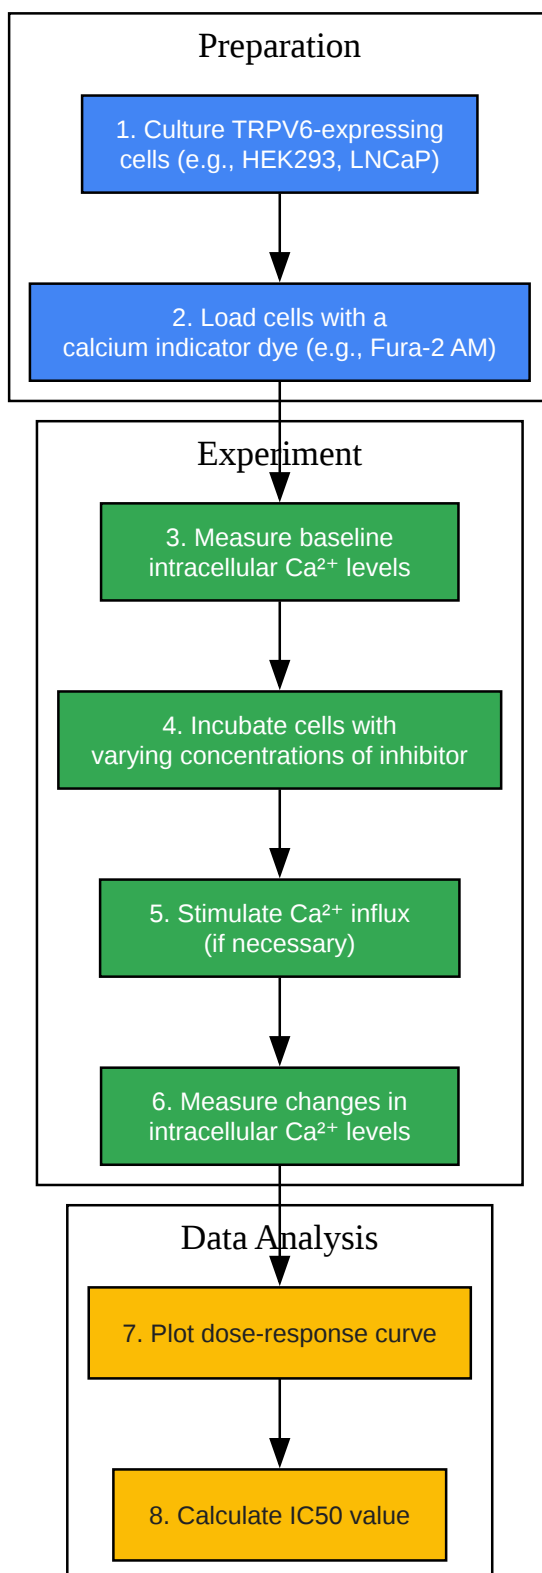 Preparation
1. Culture TRPV6-expressing
cells (e.g., HEK293, LNCaP)
2. Load cells with a
calcium indicator dye (e.g., Fura-2 AM)
Experiment
3. Measure baseline
intracellular Ca²⁺ levels
4. Incubate cells with
varying concentrations of inhibitor
5. Stimulate Ca²⁺ influx
(if necessary)
6. Measure changes in
intracellular Ca²⁺ levels
Data Analysis
7. Plot dose-response curve
8. Calculate IC50 value